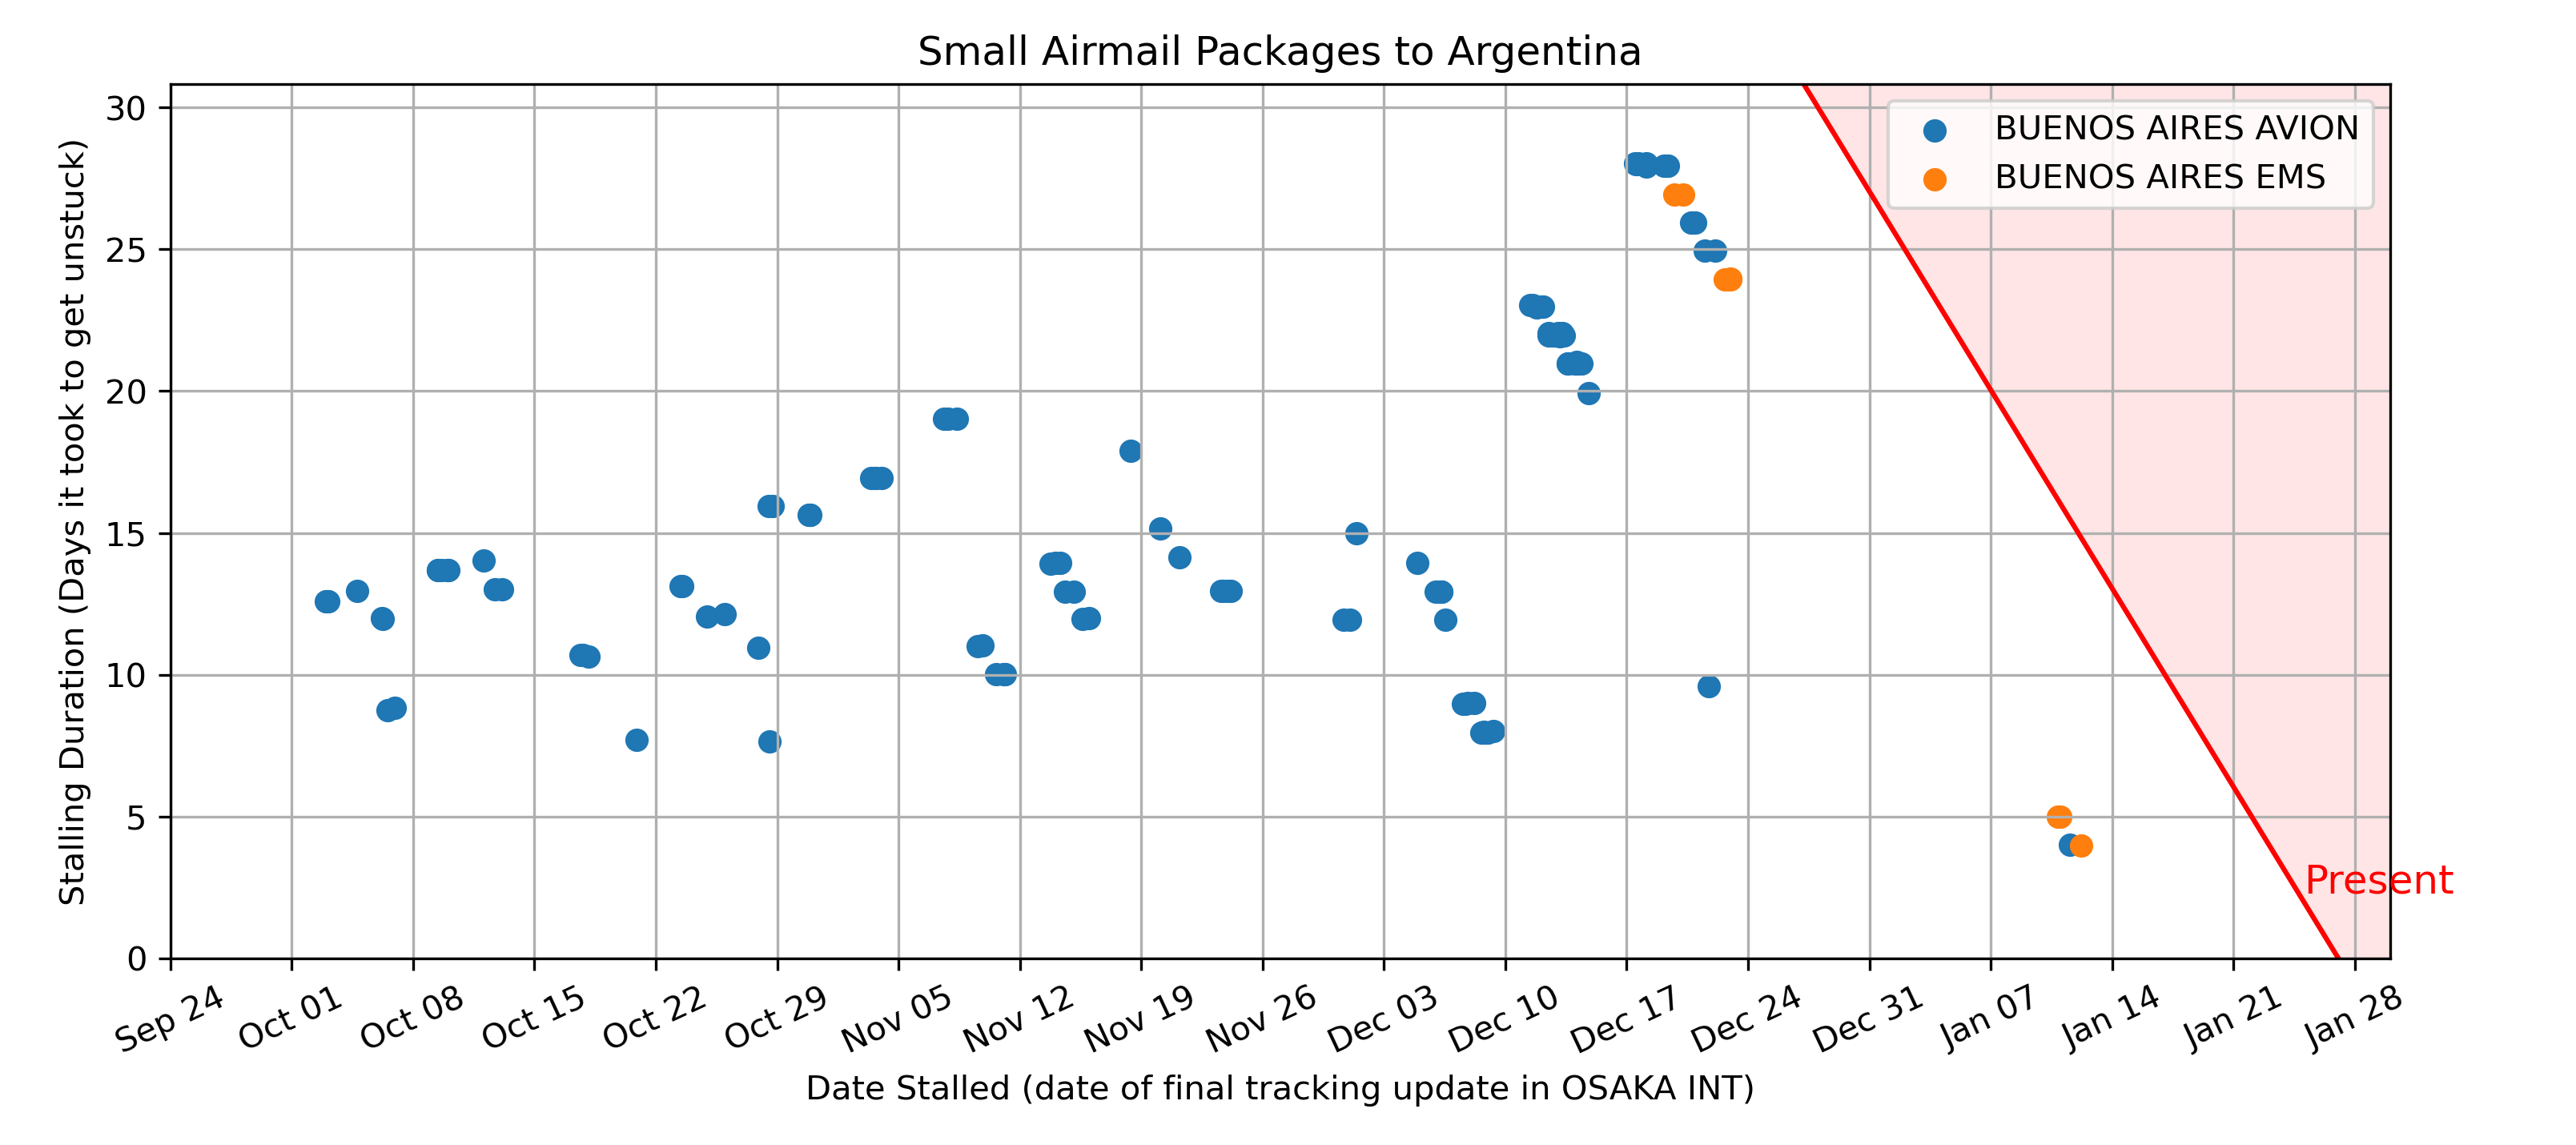 Small Airmail Packages to Argentina
Stalling Duration (Days it took to get unstuck)
30
25
20
15
10
5
0
BUENOS AIRES AVION
BUENOS AIRES EMS
Present
Sep 24
Oct 01
Oct 08
Oct 15
Oct 22
Oct 29
Nov 05
Nov 12
Nov 19
Nov 26
Dec 03
Dec 10
Dec 17
Dec 24
Dec 31
Jan 07
Jan 14
Jan 21
Jan 28
Date Stalled (date of final tracking update in OSAKA INT)